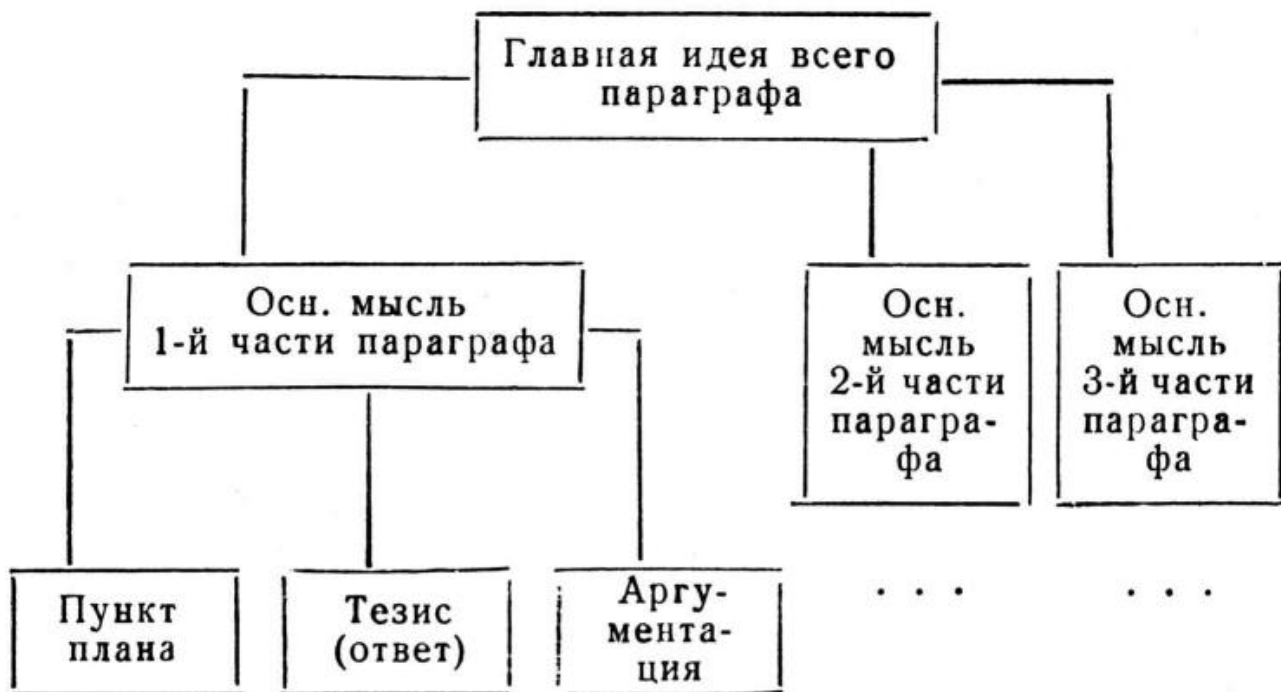 Главная идея всего
параграфа
Осн. мысль
1-й части параграфа
Осн.
мысль
2-й части
парагра-
фа
Осн.
мысль
3-й части
парагра-
фа
Пункт
плана
Тезис
(ответ)
Аргу-
мента-
ция
. . .
. . .